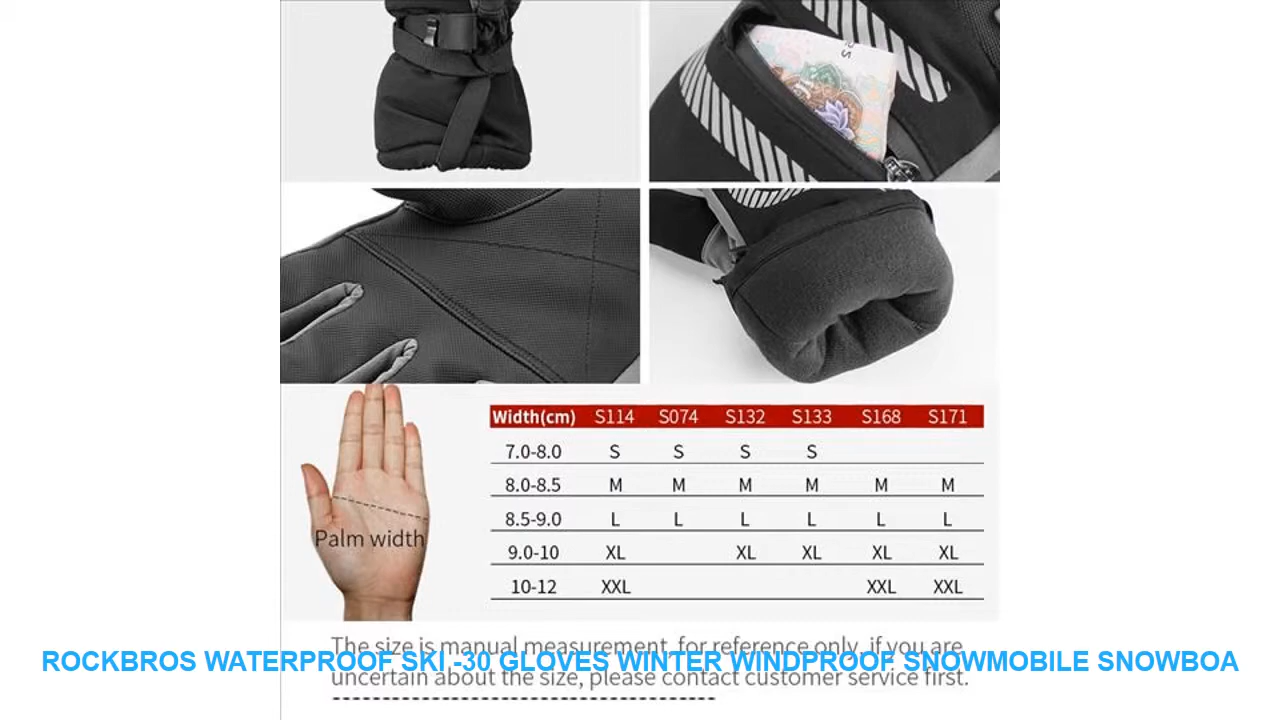 Width(cm) S114 S074 S132 S133 S168 S171
7.0-8.0 S S S S
8.0-8.5 M M M M M M
8.5-9.0 L L L L L L
9.0-10 XL XL XL XL XL
10-12 XXL XXL XXL
Palm width
The size is manual measurement, for reference only, if you are
ROCKBROS WATERPROOF SKI -30 GLOVES WINTER WINDPROOF SNOWMOBILE SNOWBOA
uncertain about the size, please contact customer service first.